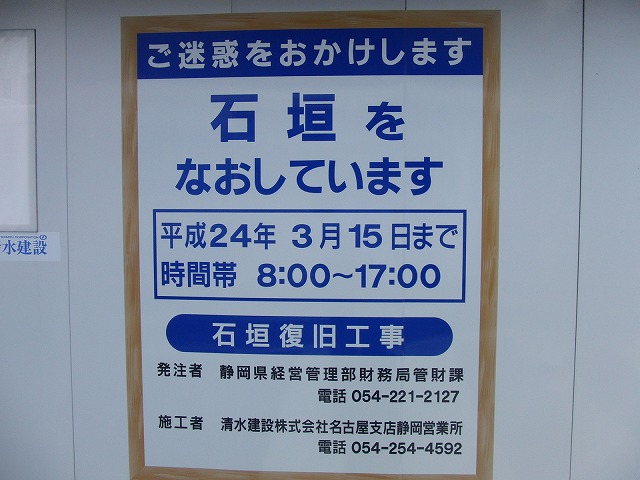 ご迷惑をおかけします
石垣を
なおしています
平成24年 3月15日まで
時間帯 8:00～17:00
石垣復旧工事
発注者 静岡県経営管理部財務局管財課
電話 054-221-2127
施工者 清水建設株式会社名古屋支店静岡営業所
電話 054-254-4592
水建設